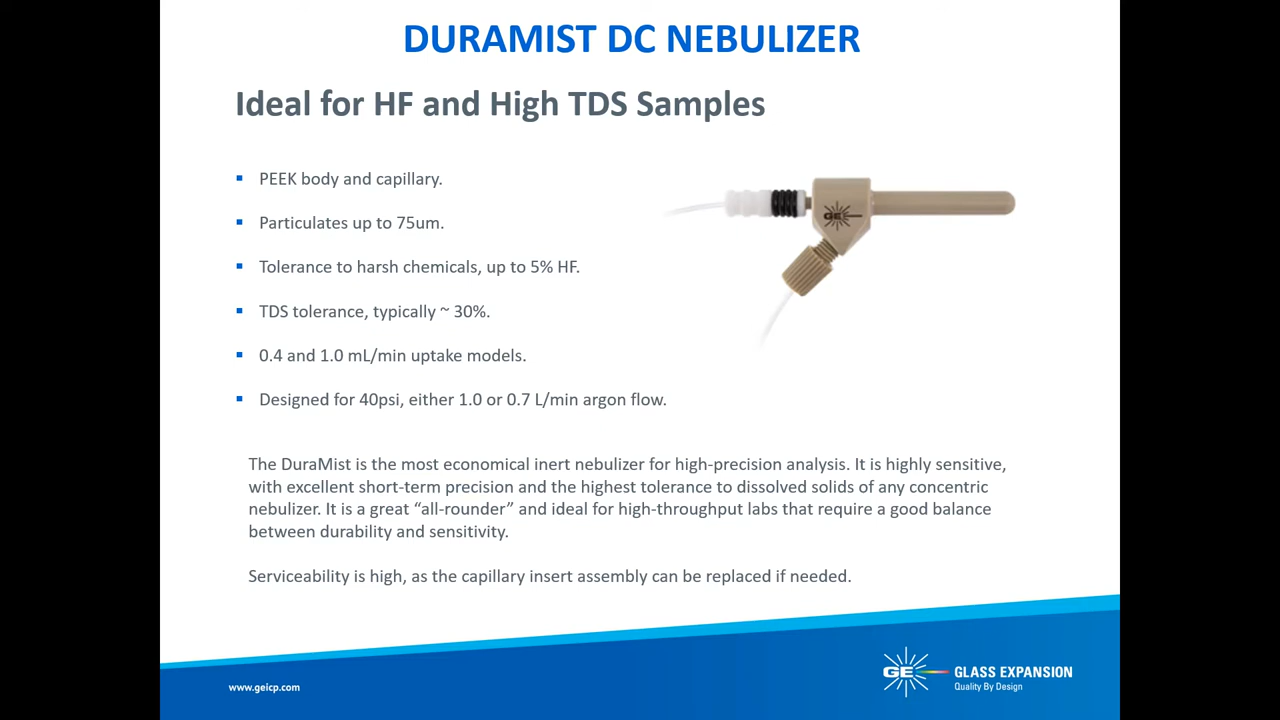 DURAMIST DC NEBULIZER
Ideal for HF and High TDS Samples
PEEK body and capillary.
Particulates up to 75um.
Tolerance to harsh chemicals, up to 5% HF.
TDS tolerance, typically ~ 30%.
0.4 and 1.0 mL/min uptake models.
Designed for 40psi, either 1.0 or 0.7 L/min argon flow.
GE
The DuraMist is the most economical inert nebulizer for high-precision analysis. It is highly sensitive,
with excellent short-term precision and the highest tolerance to dissolved solids of any concentric
nebulizer. It is a great “all-rounder” and ideal for high-throughput labs that require a good balance
between durability and sensitivity.
Serviceability is high, as the capillary insert assembly can be replaced if needed.
www.geicp.com
GE
GLASS EXPANSION
Quality By Design